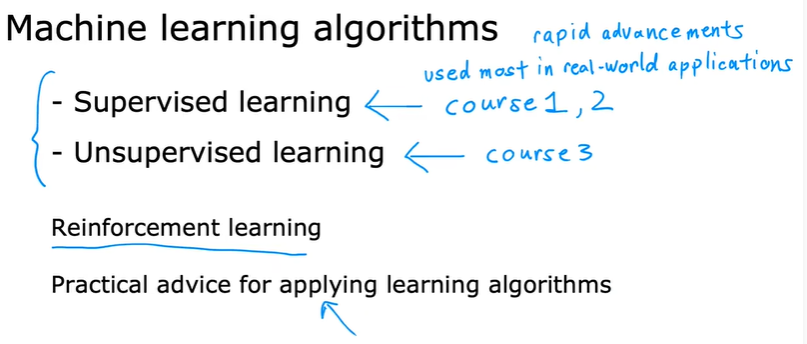 Machine learning algorithms rapid advancements
used most in real-world applications
- Supervised learning ← course 1, 2
- Unsupervised learning ← course 3
Reinforcement learning
Practical advice for applying learning algorithms